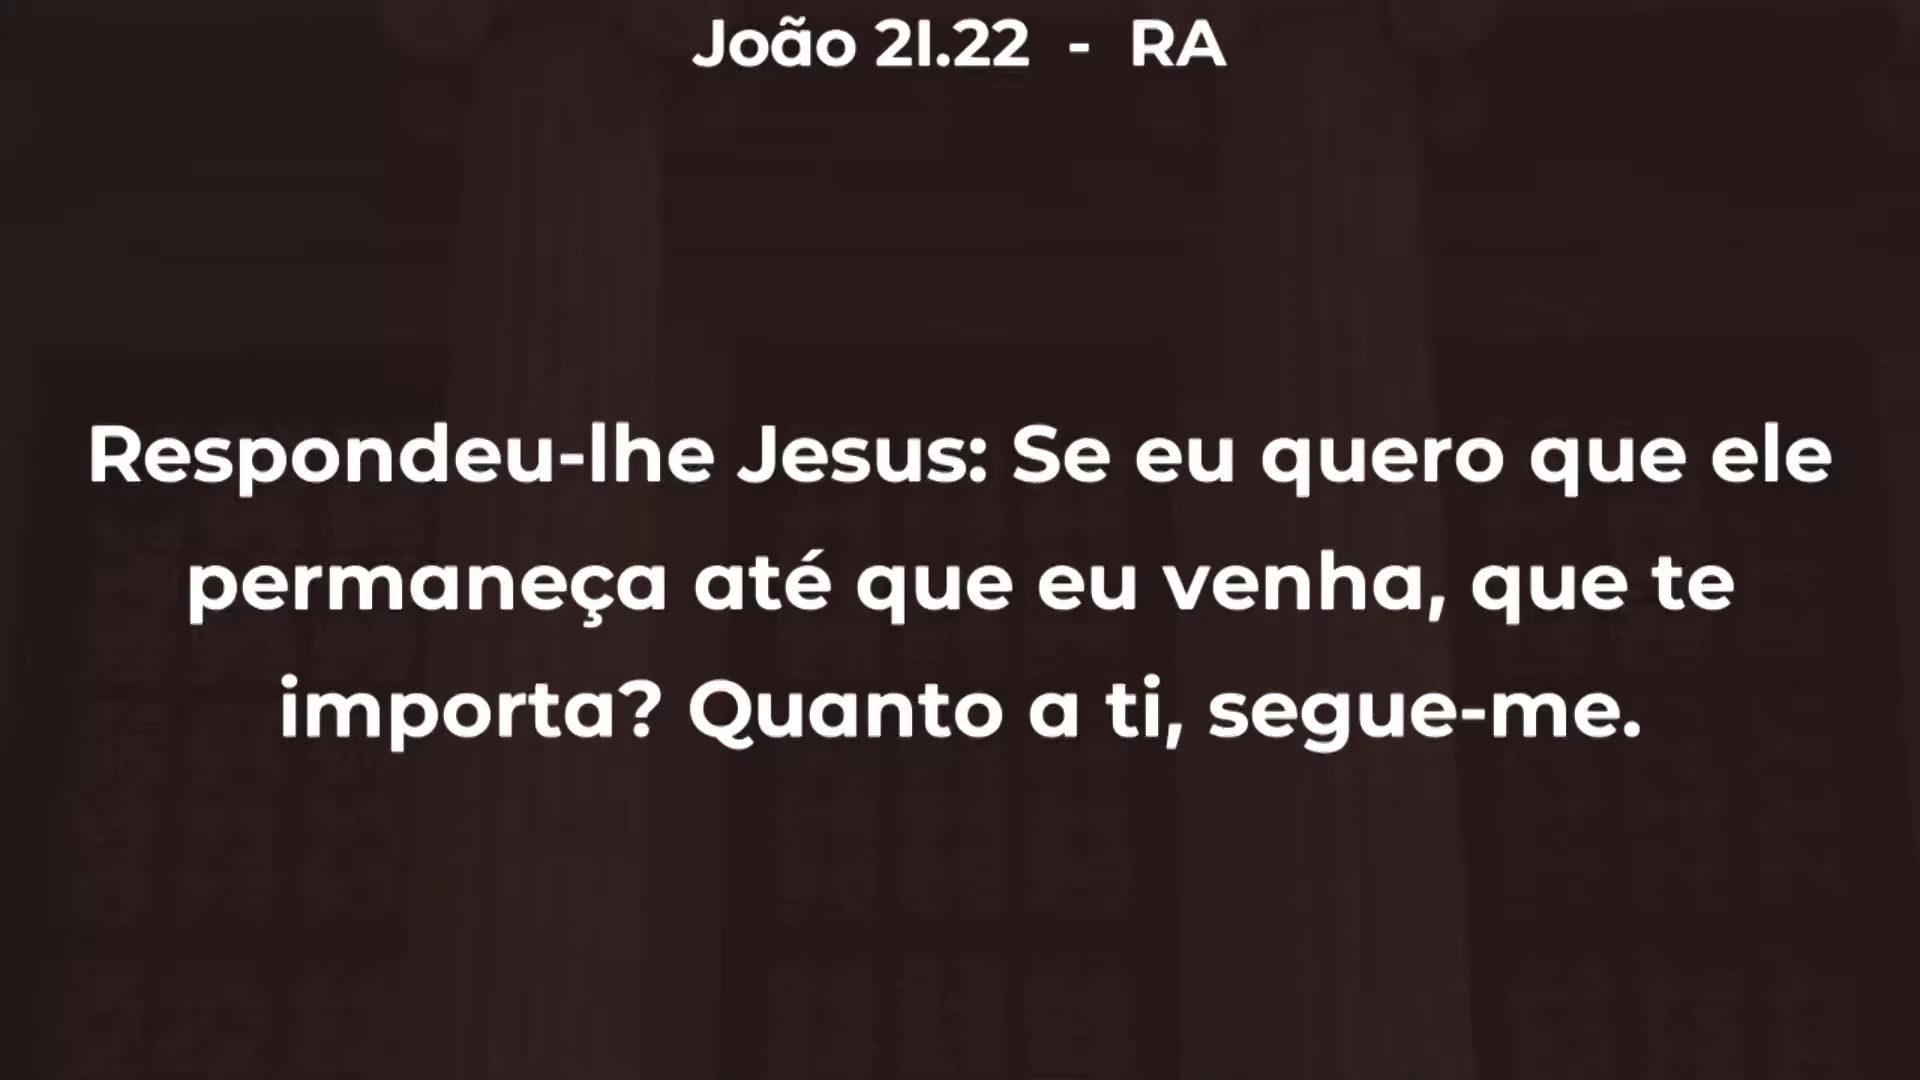 João 21.22 - RA
Respondeu-lhe Jesus: Se eu quero que ele
permaneça até que eu venha, que te
importa? Quanto a ti, segue-me.